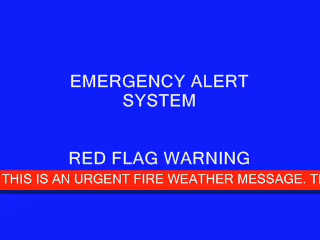 EMERGENCY ALERT
SYSTEM
RED FLAG WARNING
THIS IS AN URGENT FIRE WEATHER MESSAGE.